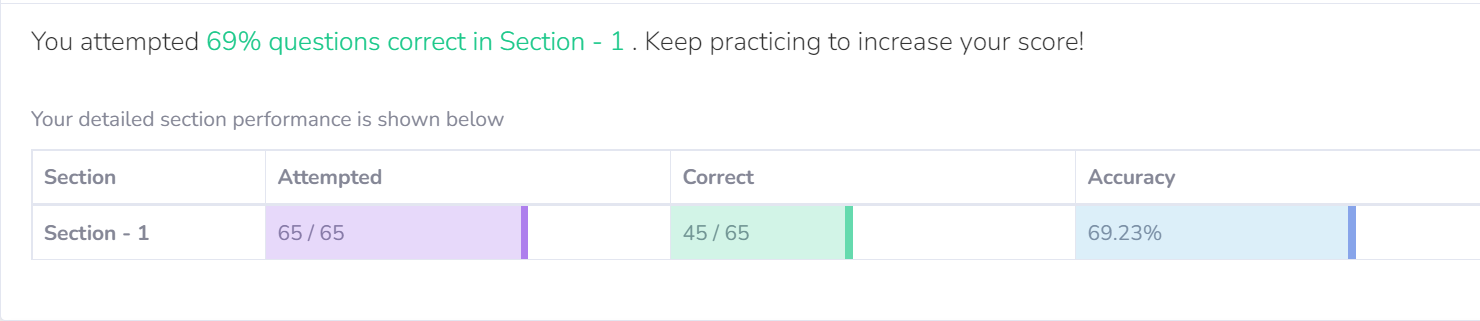 You attempted 69% questions correct in Section - 1 . Keep practicing to increase your score!
Your detailed section performance is shown below
Section Attempted Correct Accuracy
Section - 1 65 / 65 45 / 65 69.23%